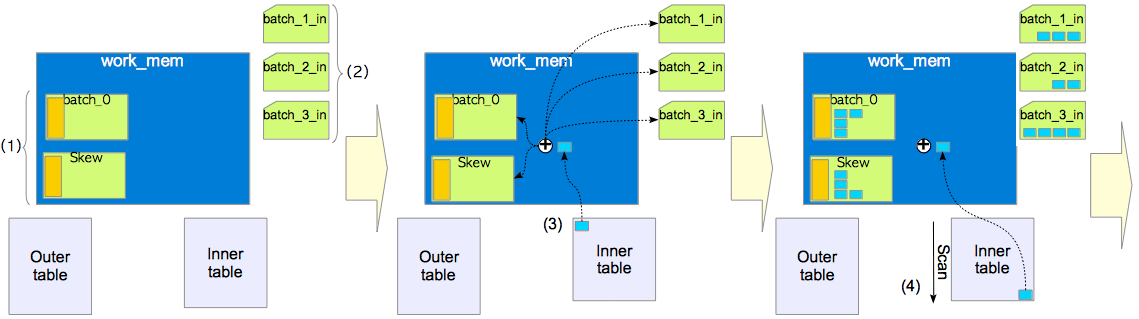 batch_1_in
work_mem
batch_2_in
(2)
batch_0
batch_3_in
(1)
Skew
Outer
table
Inner
table
batch_1_in
work_mem
batch_2_in
batch_0
batch_3_in
Skew
(3)
Outer
table
Inner
table
batch_1_in
work_mem
batch_2_in
batch_0
batch_3_in
Skew
Outer
table
Scan
(4)
Inner
table